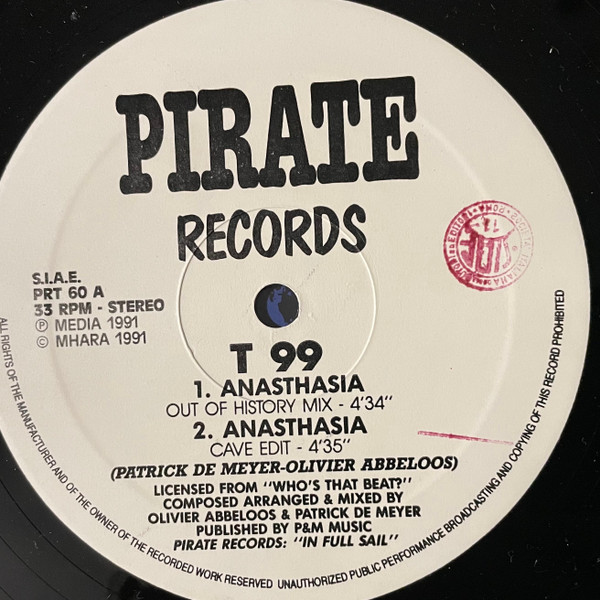 PIRATE
RECORDS
S.I.A.E.
PRT 60 A
33 RPM - STEREO
Ⓟ MEDIA 1991
© MHARA 1991
T 99
1. ANASTHASIA
OUT OF HISTORY MIX - 4'34"
2. ANASTHASIA
CAVE EDIT - 4'35"
(PATRICK DE MEYER-OLIVIER ABBELOOS)
LICENSED FROM "WHO'S THAT BEAT?"
COMPOSED ARRANGED & MIXED BY
OLIVIER ABBELOOS & PATRICK DE MEYER
PUBLISHED BY P&M MUSIC
PIRATE RECORDS: "IN FULL SAIL"
ALL RIGHTS OF THE MANUFACTURER AND OF THE OWNER OF THE RECORDED WORK RESERVED UNAUTHORIZED PUBLIC PERFORMANCE BROADCASTING AND COPYING OF THIS RECORD PROHIBITED